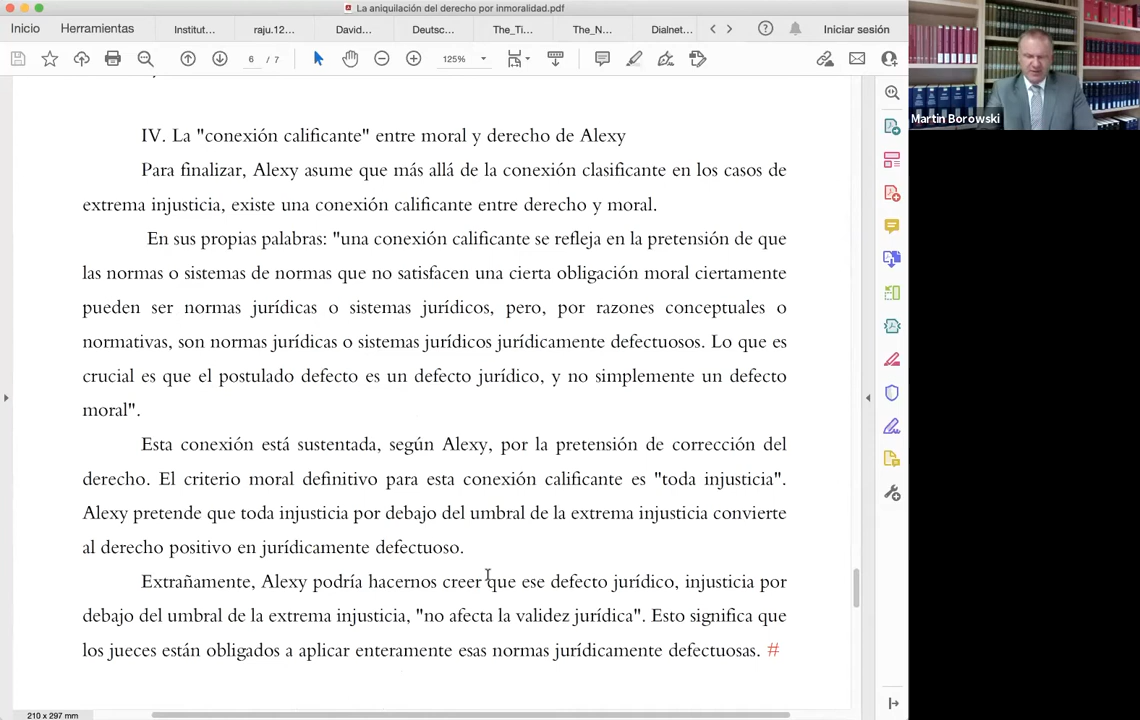 La aniquilación del derecho por inmoralidad.pdf
Inicio Herramientas Institut... raju.12... David... Deutsc... The_Ti... The_N... Dialnet... Iniciar sesión
6 / 7 125%
Martin Borowski
IV. La "conexión calificante" entre moral y derecho de Alexy
Para finalizar, Alexy asume que más allá de la conexión clasificante en los casos de
extrema injusticia, existe una conexión calificante entre derecho y moral.
En sus propias palabras: "una conexión calificante se refleja en la pretensión de que
las normas o sistemas de normas que no satisfacen una cierta obligación moral ciertamente
pueden ser normas jurídicas o sistemas jurídicos, pero, por razones conceptuales o
normativas, son normas jurídicas o sistemas jurídicos jurídicamente defectuosos. Lo que es
crucial es que el postulado defecto es un defecto jurídico, y no simplemente un defecto
moral".
Esta conexión está sustentada, según Alexy, por la pretensión de corrección del
derecho. El criterio moral definitivo para esta conexión calificante es "toda injusticia".
Alexy pretende que toda injusticia por debajo del umbral de la extrema injusticia convierte
al derecho positivo en jurídicamente defectuoso.
Extrañamente, Alexy podría hacernos creer que ese defecto jurídico, injusticia por
debajo del umbral de la extrema injusticia, "no afecta la validez jurídica". Esto significa que
los jueces están obligados a aplicar enteramente esas normas jurídicamente defectuosas. #
210 x 297 mm